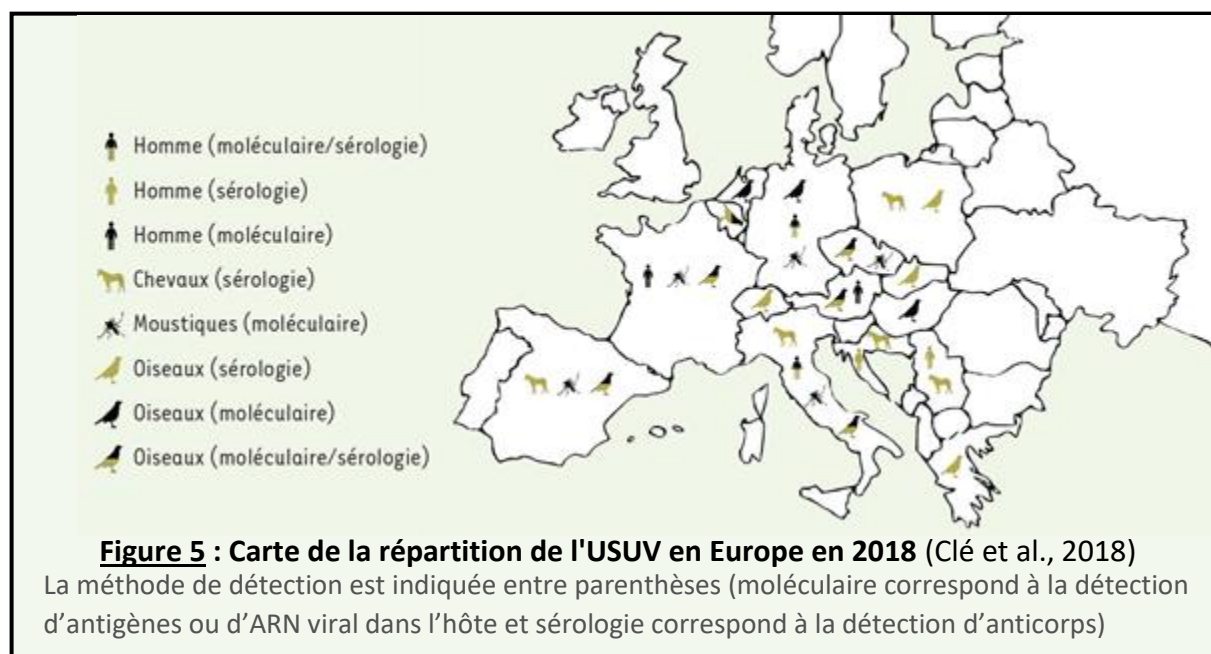 Homme (moléculaire/sérologie)
Homme (sérologie)
Homme (moléculaire)
Chevaux (sérologie)
Moustiques (moléculaire)
Oiseaux (sérologie)
Oiseaux (moléculaire)
Oiseaux (moléculaire/sérologie)
Figure 5 : Carte de la répartition de l'USUV en Europe en 2018 (Clé et al., 2018)
La méthode de détection est indiquée entre parenthèses (moléculaire correspond à la détection
d’antigènes ou d’ARN viral dans l’hôte et sérologie correspond à la détection d’anticorps)